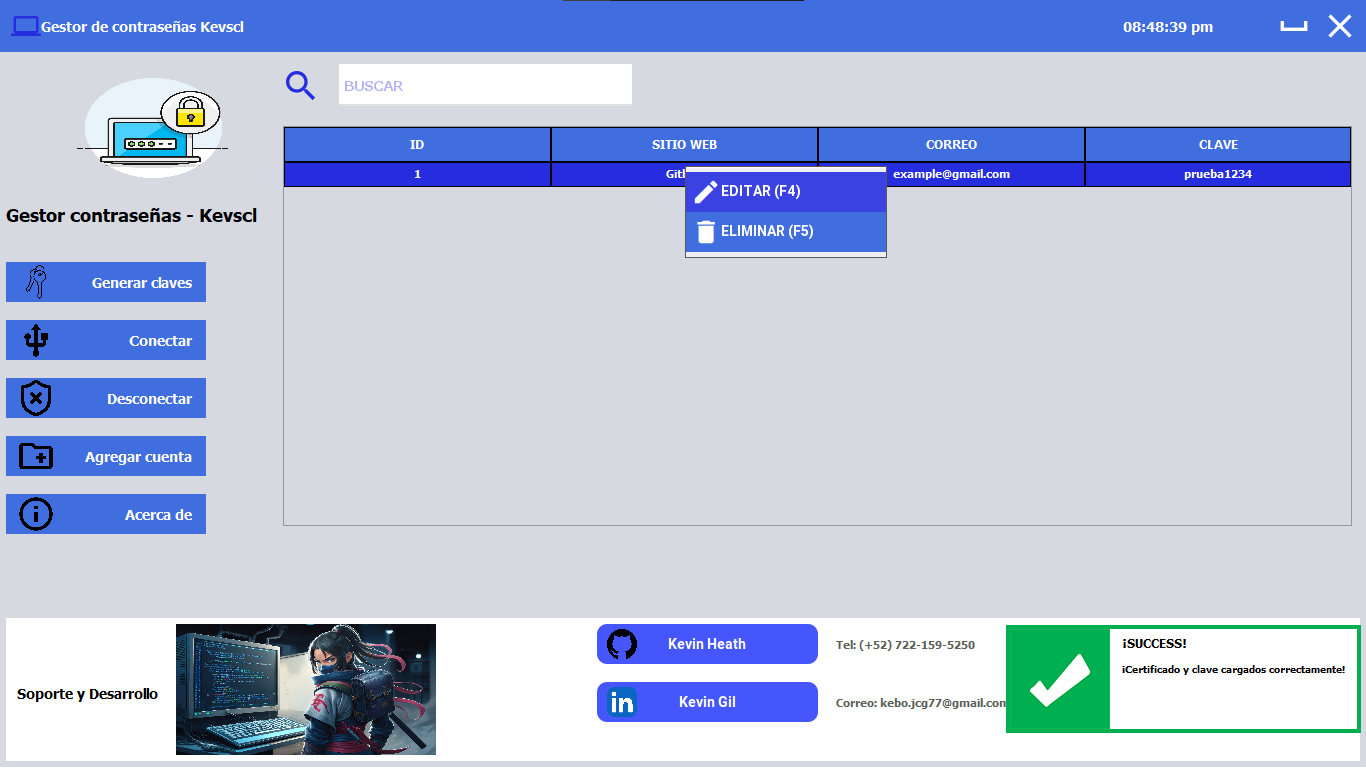 Gestor de contraseñas Kevscl
08:48:39 pm
BUSCAR
ID SITIO WEB CORREO CLAVE
1 example@gmail.com prueba1234
EDITAR (F4)
ELIMINAR (F5)
Gestor contraseñas - Kevscl
Generar claves
Conectar
Desconectar
Agregar cuenta
Acerca de
Soporte y Desarrollo
Kevin Heath
Tel: (+52) 722-159-5250
in Kevin Gil
Correo: kebo.jcg77@gmail.com
¡SUCCESS!
¡Certificado y clave cargados correctamente!